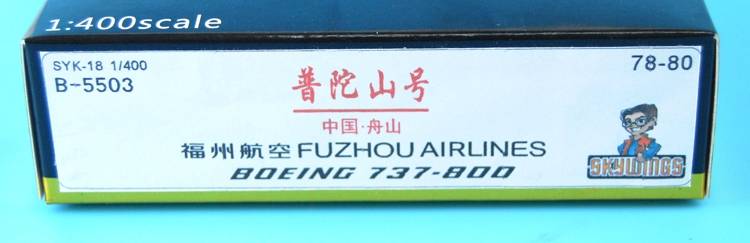 1:400scale
SYK-18 1/400
78-80
B-5503
普陀山号
中国·舟山
福州航空 FUZHOU AIRLINES
BOEING 737-800
SKYWINGS